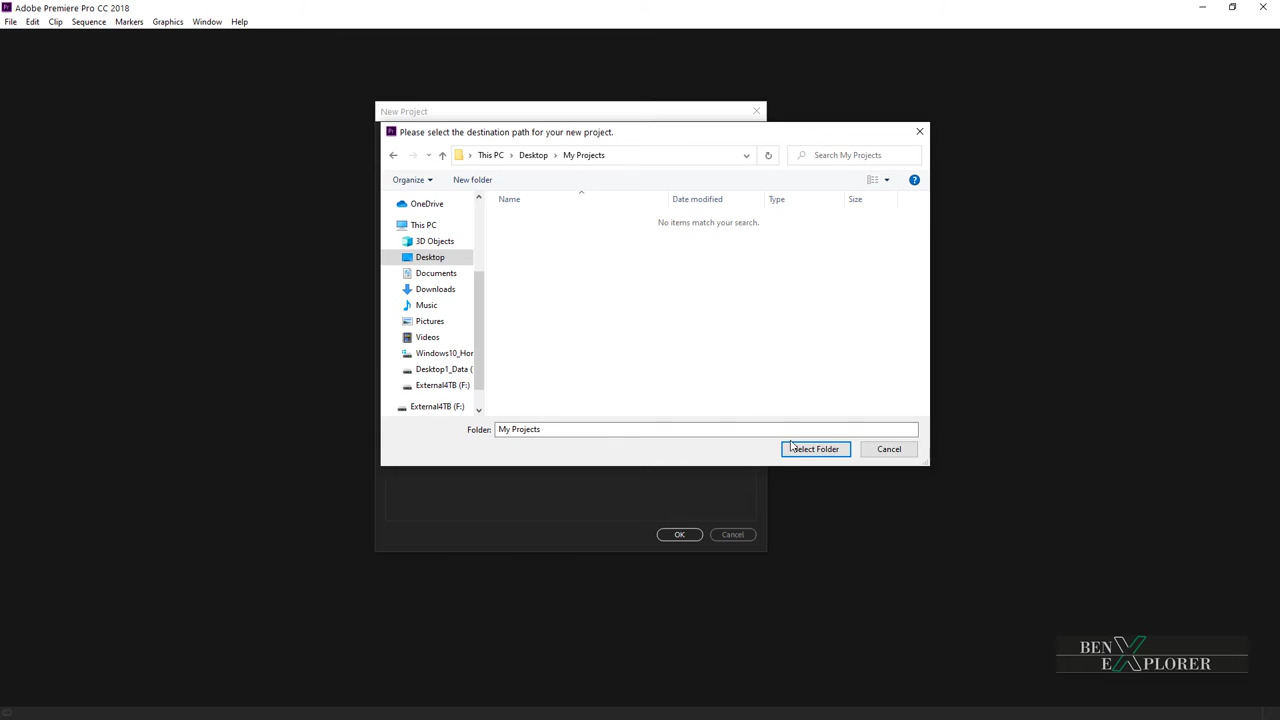 Adobe Premiere Pro CC 2018
File Edit Clip Sequence Markers Graphics Window Help
New Project
Please select the destination path for your new project.
This PC > Desktop > My Projects
Search My Projects
Organize
New folder
Name
Date modified
Type
Size
No items match your search.
OneDrive
This PC
3D Objects
Desktop
Documents
Downloads
Music
Pictures
Videos
Windows10_Hor
Desktop1_Data (
External4TB (F:)
External4TB (F:)
Folder: My Projects
Select Folder
Cancel
OK
Cancel
BEN
EXPLORER